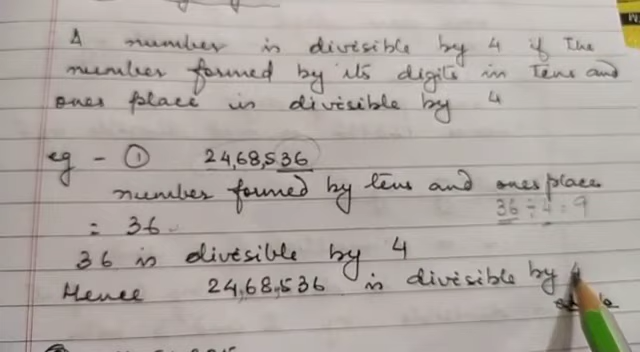 A number is divisible by 4 if the
number formed by its digits in tens and
ones place is divisible by 4
eg - ① 24,68,536
number formed by tens and ones place
= 36
36 ÷ 4 = 9
36 is divisible by 4
Hence 24,68,536 is divisible by 4